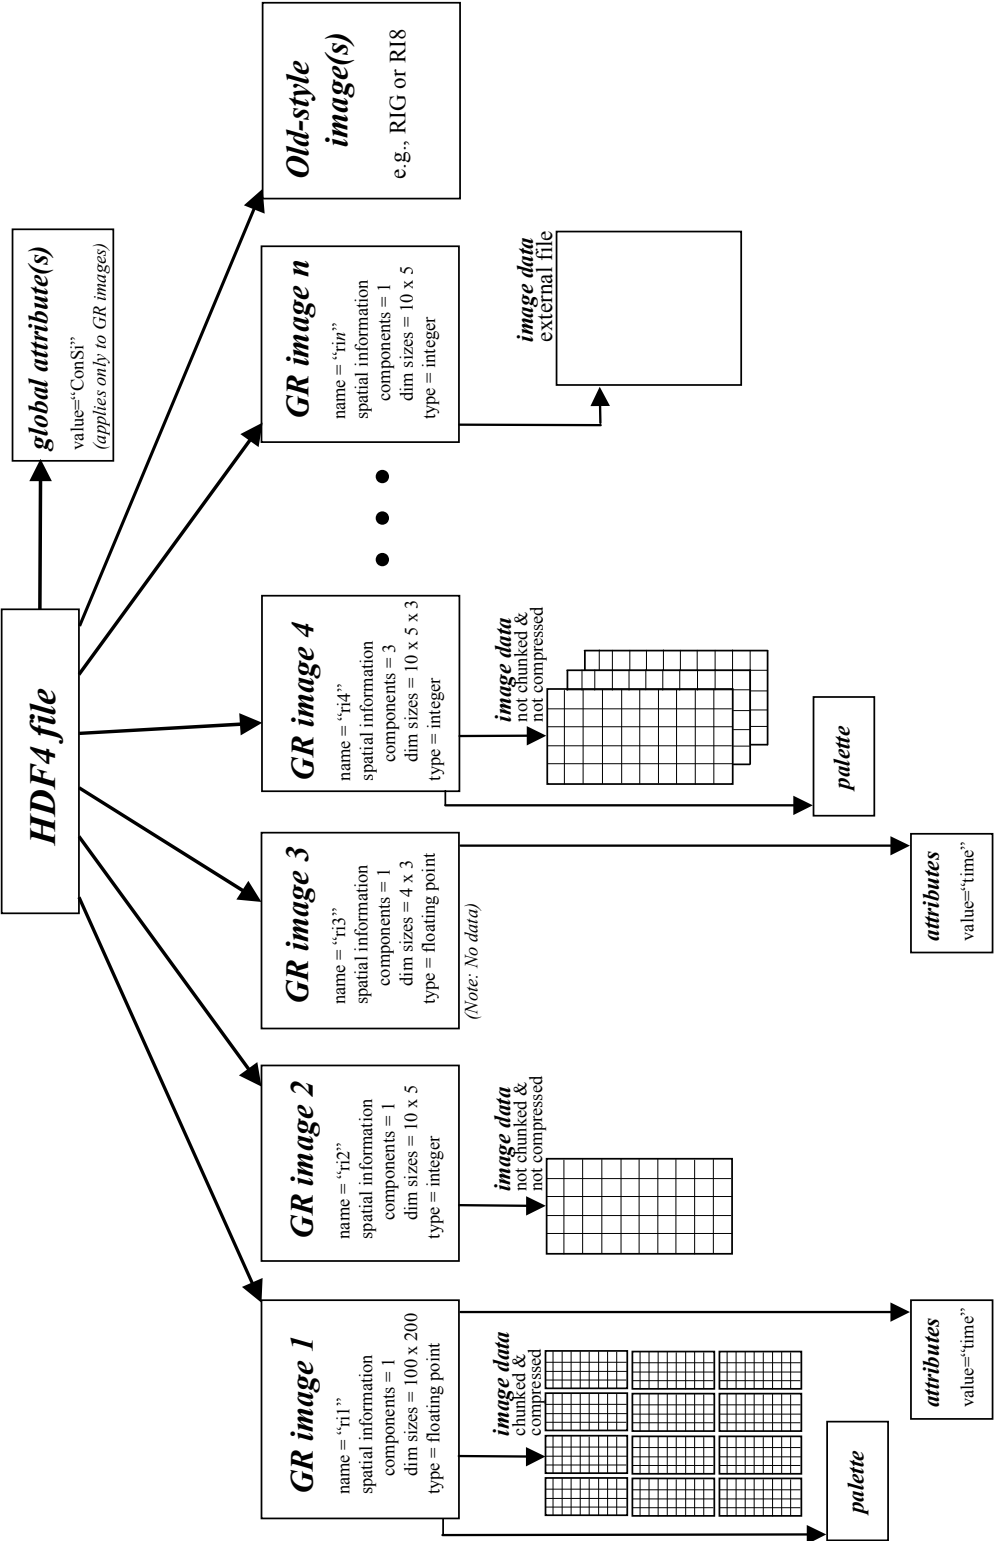 HDF4 file
global attribute(s)
value=“ConSi”
(applies only to GR images)
GR image 1
name = “ri1”
spatial information
components = 1
dim sizes = 100 x 200
type = floating point
GR image 2
name = “ri2”
spatial information
components = 1
dim sizes = 10 x 5
type = integer
GR image 3
name = “ri3”
spatial information
components = 1
dim sizes = 4 x 3
type = floating point
(Note: No data)
GR image 4
name = “ri4”
spatial information
components = 3
dim sizes = 10 x 5 x 3
type = integer
• • •
GR image n
name = “rin”
spatial information
components = 1
dim sizes = 10 x 5
type = integer
Old-style
image(s)
e.g., RIG or RI8
image data
chunked &
compressed
image data
not chunked &
not compressed
image data
not chunked &
not compressed
image data
external file
palette
attributes
value=“time”
attributes
value=“time”
palette